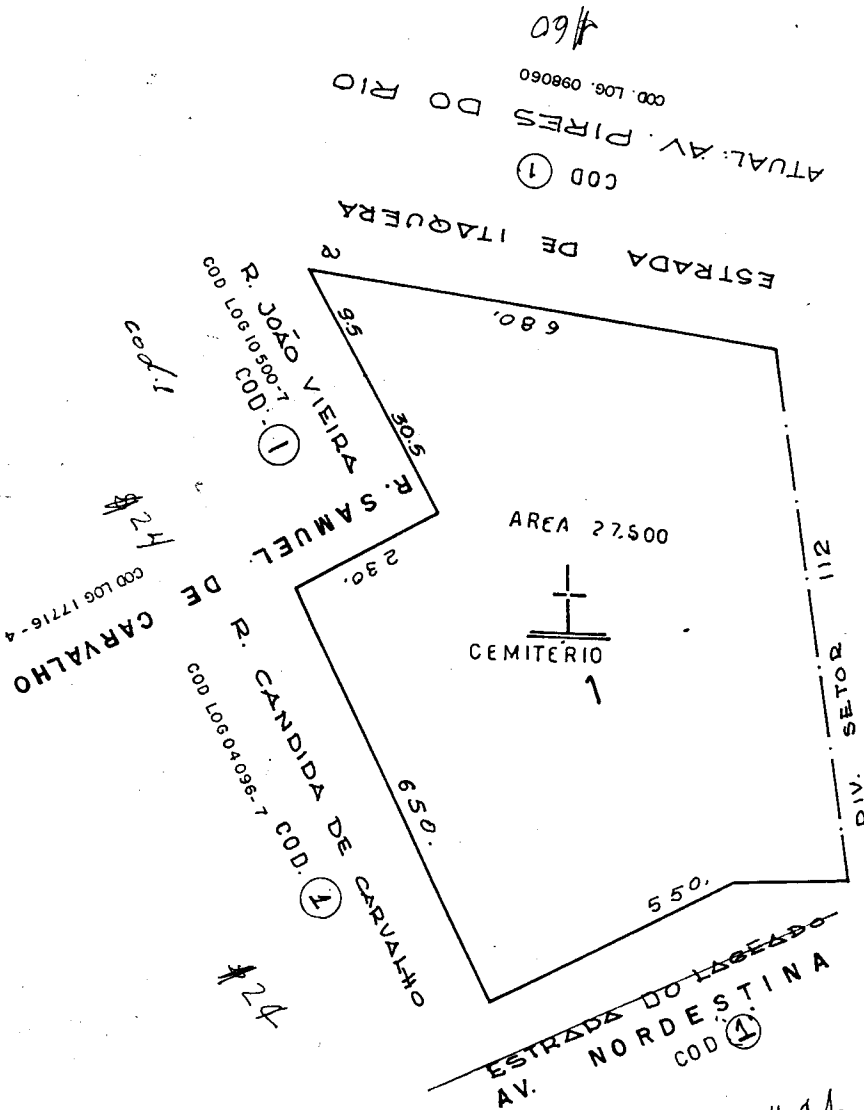 $60
COD. LOG. 098060
ATUAL: AV. PIRES DO RIO
COD 1
ESTRADA DE ITAQUERA
2
R. JOÃO VIEIRA
COD LOG 10500-7
COD. 1
cod. 1
9.5
680.
30.5
R. SAMUEL DE CARVALHO
COD LOG 17716-4
$24
230.
AREA 27.500
CEMITÉRIO
1
DIV. SETOR 112
R. CANDIDA DE CARVALHO
COD LOG 04096-7 COD. 1
$24
650.
550.
ESTRADA DO LAGEADO
AV. NORDESTINA
COD 1